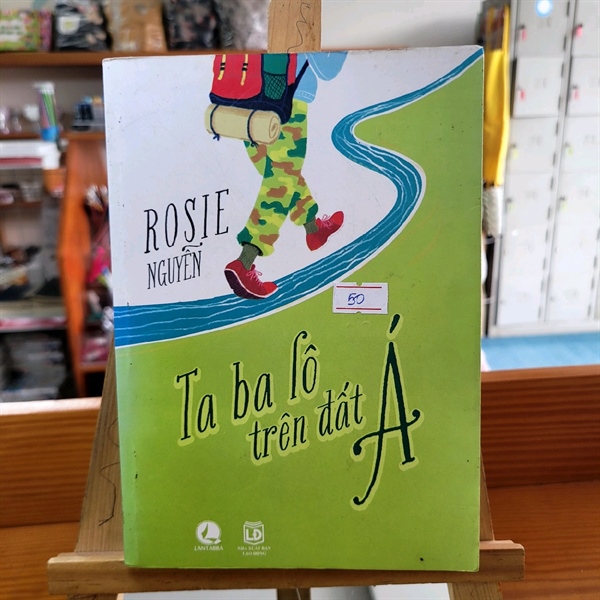 ROSIE
NGUYỄN
50
Ta ba lô
trên đất Á
LANTABRA
NHÀ XUẤT BẢN
LAO ĐỘNG